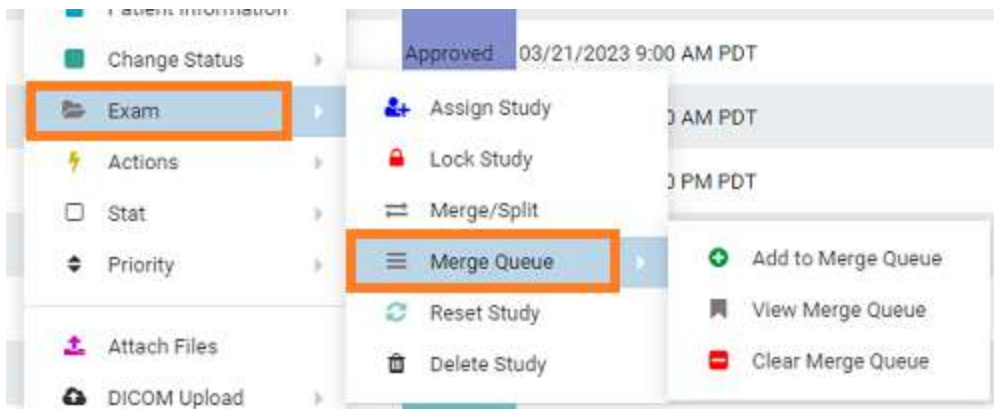 Patient Information
Change Status
Exam
Actions
Stat
Priority
Attach Files
DICOM Upload
Approved 03/21/2023 9:00 AM PDT
AM PDT
PM PDT
Assign Study
Lock Study
Merge/Split
Merge Queue
Reset Study
Delete Study
Add to Merge Queue
View Merge Queue
Clear Merge Queue